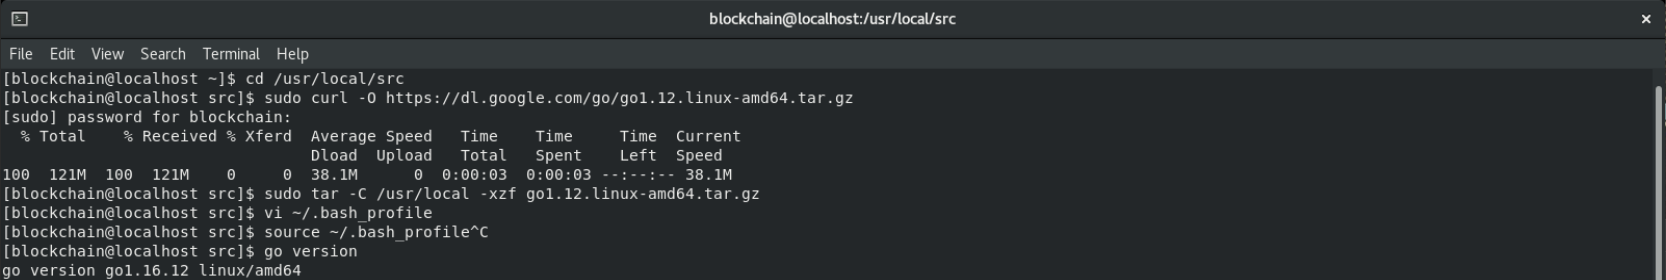 blockchain@localhost:/usr/local/src ×
File Edit View Search Terminal Help
[blockchain@localhost ~]$ cd /usr/local/src
[blockchain@localhost src]$ sudo curl -O https://dl.google.com/go/go1.12.linux-amd64.tar.gz
[sudo] password for blockchain:
  % Total    % Received % Xferd  Average Speed   Time    Time     Time  Current
                                 Dload  Upload   Total   Spent    Left  Speed
100  121M  100  121M    0     0  38.1M      0  0:00:03  0:00:03 --:--:-- 38.1M
[blockchain@localhost src]$ sudo tar -C /usr/local -xzf go1.12.linux-amd64.tar.gz
[blockchain@localhost src]$ vi ~/.bash_profile
[blockchain@localhost src]$ source ~/.bash_profile^C
[blockchain@localhost src]$ go version
go version go1.16.12 linux/amd64